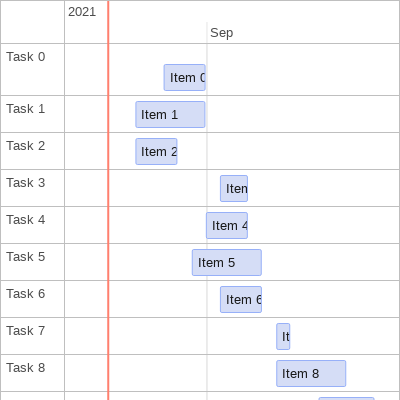 2021
Sep
Task 0
Item 0
Task 1
Item 1
Task 2
Item 2
Task 3
Item
Task 4
Item 4
Task 5
Item 5
Task 6
Item 6
Task 7
It
Task 8
Item 8